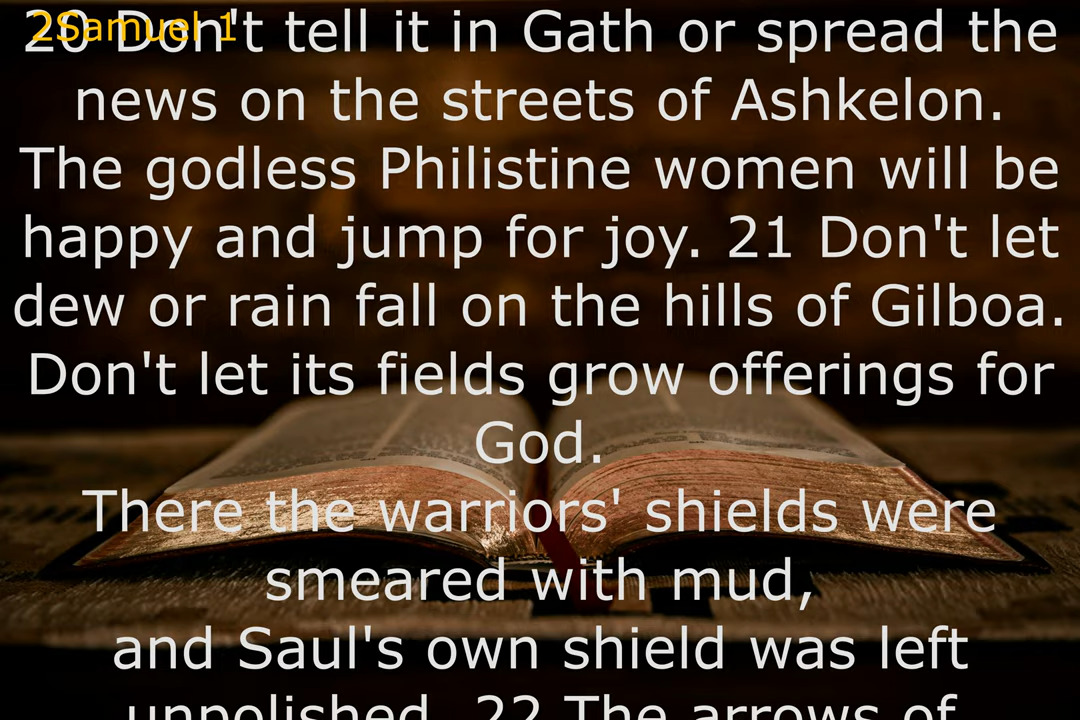 2Samuel 1
20 Don't tell it in Gath or spread the
news on the streets of Ashkelon.
The godless Philistine women will be
happy and jump for joy. 21 Don't let
dew or rain fall on the hills of Gilboa.
Don't let its fields grow offerings for
God.
There the warriors' shields were
smeared with mud,
and Saul's own shield was left
unpolished. 22 The arrows of